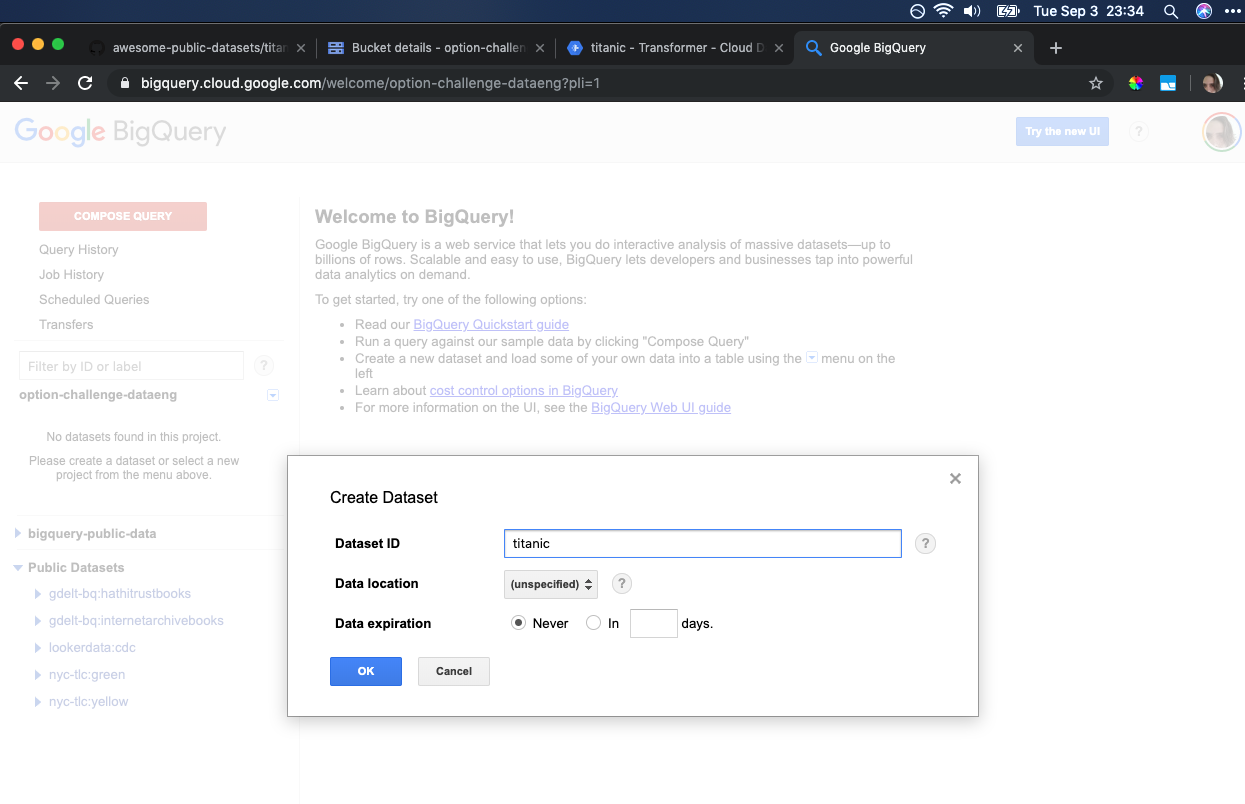 Tue Sep 3 23:34
awesome-public-datasets/titan
Bucket details - option-challen
titanic - Transformer - Cloud D
Google BigQuery
bigquery.cloud.google.com/welcome/option-challenge-dataeng?pli=1
Google BigQuery
Try the new UI
?
COMPOSE QUERY
Query History
Job History
Scheduled Queries
Transfers
Filter by ID or label
?
option-challenge-dataeng
No datasets found in this project.
Please create a dataset or select a new
project from the menu above.
bigquery-public-data
Public Datasets
gdelt-bq:hathitrustbooks
gdelt-bq:internetarchivebooks
lookerdata:cdc
nyc-tlc:green
nyc-tlc:yellow
Welcome to BigQuery!
Google BigQuery is a web service that lets you do interactive analysis of massive datasets—up to
billions of rows. Scalable and easy to use, BigQuery lets developers and businesses tap into powerful
data analytics on demand.
To get started, try one of the following options:
• Read our BigQuery Quickstart guide
• Run a query against our sample data by clicking "Compose Query"
• Create a new dataset and load some of your own data into a table using the menu on the
left
• Learn about cost control options in BigQuery
• For more information on the UI, see the BigQuery Web UI guide
Create Dataset
Dataset ID titanic ?
Data location (unspecified) ?
Data expiration Never In days.
OK Cancel